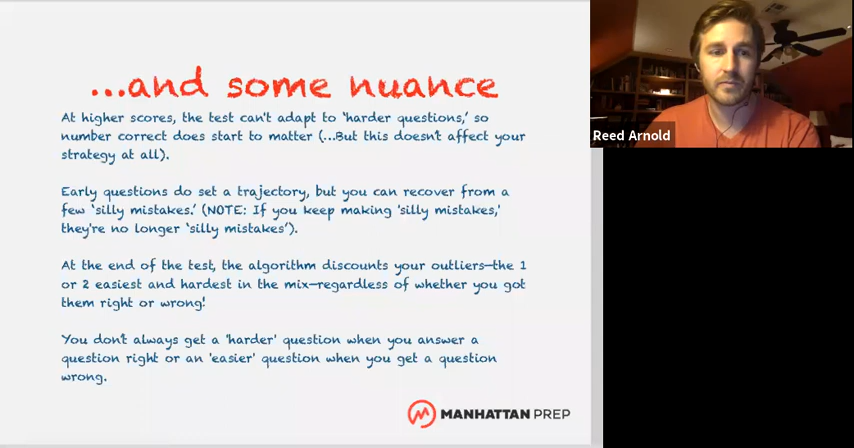 ...and some nuance
At higher scores, the test can't adapt to 'harder questions,' so
number correct does start to matter (...But this doesn't affect your
strategy at all).
Early questions do set a trajectory, but you can recover from a
few 'silly mistakes.' (NOTE: If you keep making 'silly mistakes,'
they're no longer 'silly mistakes').
At the end of the test, the algorithm discounts your outliers—the 1
or 2 easiest and hardest in the mix—regardless of whether you got
them right or wrong!
You don't always get a 'harder' question when you answer a
question right or an 'easier' question when you get a question
wrong.
MANHATTAN PREP
Reed Arnold